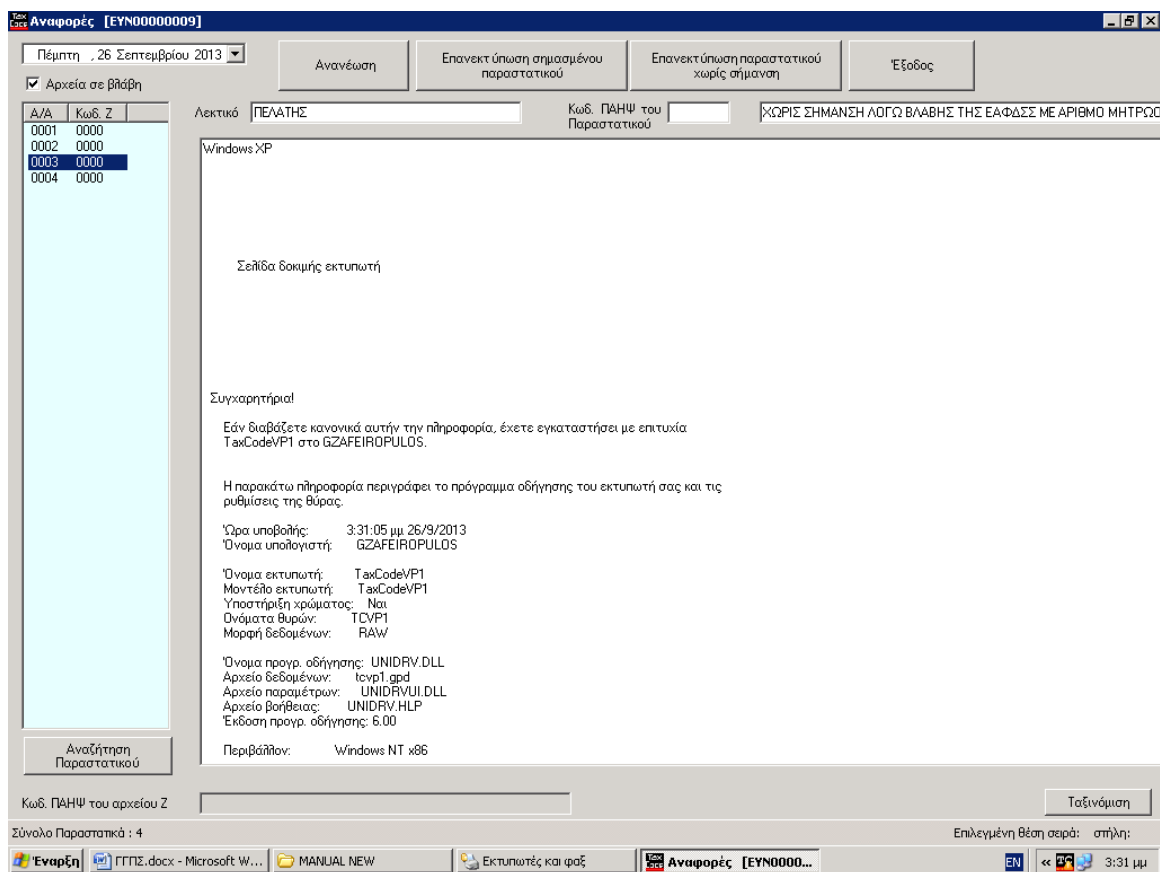 Tax Code Αναφορές [EYN00000009]
Πέμπτη , 26 Σεπτεμβρίου 2013
Αρχεία σε βλάβη
Ανανέωση
Επανεκτύπωση σημασμένου
παραστατικού
Επανεκτύπωση παραστατικού
χωρίς σήμανση
Έξοδος
Α/Α Κωδ. Ζ
0001 0000
0002 0000
0003 0000
0004 0000
Λεκτικό ΠΕΛΑΤΗΣ
Κωδ. ΠΑΗΨ του
Παραστατικού
ΧΩΡΙΣ ΣΗΜΑΝΣΗ ΛΟΓΩ ΒΛΑΒΗΣ ΤΗΣ ΕΑΦΔΣΣ ΜΕ ΑΡΙΘΜΟ ΜΗΤΡΩΟ
Windows XP
Σελίδα δοκιμής εκτυπωτή
Συγχαρητήρια!
Εάν διαβάζετε κανονικά αυτήν την πληροφορία, έχετε εγκαταστήσει με επιτυχία
TaxCodeVP1 στο GZAFEIROPULOS.
Η παρακάτω πληροφορία περιγράφει το πρόγραμμα οδήγησης του εκτυπωτή σας και τις
ρυθμίσεις της θύρας.
Ώρα υποβολής: 3:31:05 μμ 26/9/2013
Όνομα υπολογιστή: GZAFEIROPULOS
Όνομα εκτυπωτή: TaxCodeVP1
Μοντέλο εκτυπωτή: TaxCodeVP1
Υποστήριξη χρώματος: Ναι
Ονόματα θυρών: TCVP1
Μορφή δεδομένων: RAW
Όνομα προγρ. οδήγησης: UNIDRV.DLL
Αρχείο δεδομένων: tcvp1.gpd
Αρχείο παραμέτρων: UNIDRVUI.DLL
Αρχείο βοήθειας: UNIDRV.HLP
Έκδοση προγρ. οδήγησης: 6.00
Περιβάλλον: Windows NT x86
Αναζήτηση
Παραστατικού
Κωδ. ΠΑΗΨ του αρχείου Ζ
Ταξινόμιση
Σύνολο Παραστατικά : 4
Επιλεγμένη θέση σειρά: στήλη:
Έναρξη ΓΓΠΣ.docx - Microsoft W... MANUAL NEW Εκτυπωτές και φαξ Αναφορές [EYN0000... EN « 3:31 μμ